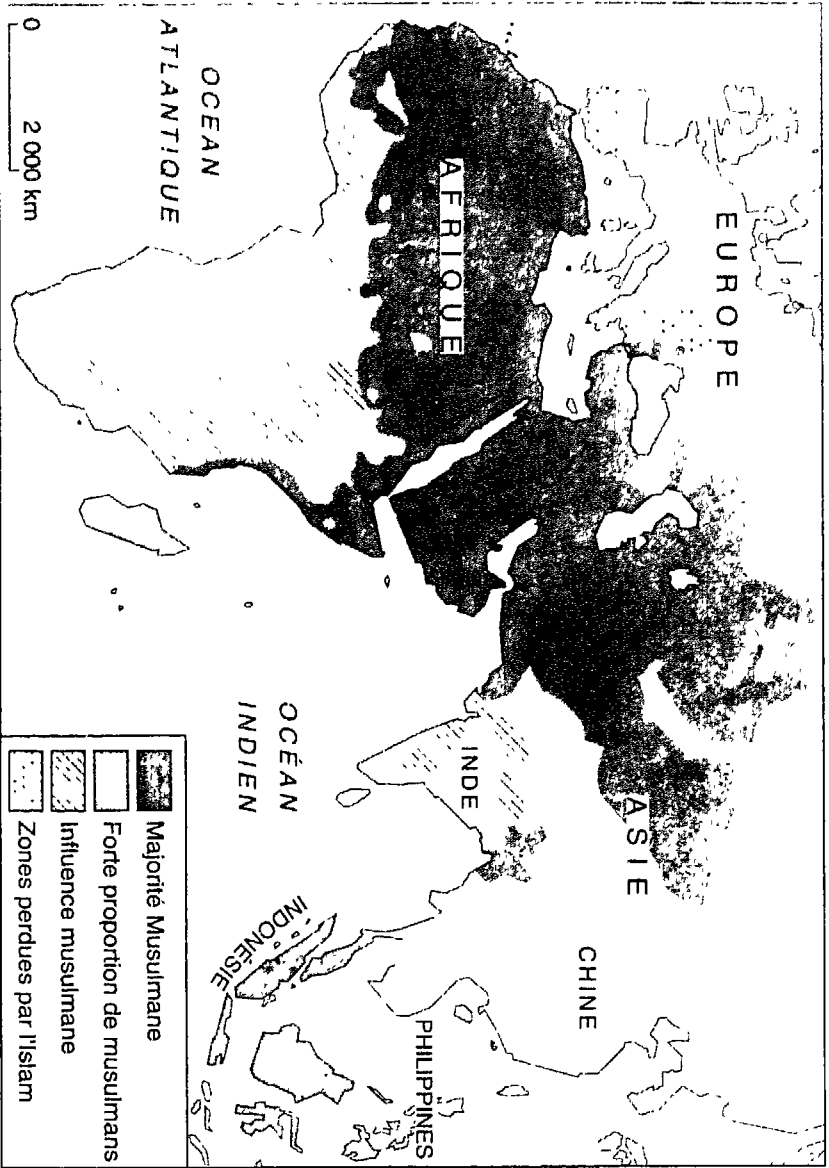 EUROPE
ASIE
CHINE
AFRIQUE
INDE
PHILIPPINES
OCEAN
ATLANTIQUE
OCÉAN
INDIEN
INDONÉSIE
0 2 000 km
Majorité Musulmane
Forte proportion de musulmans
Influence musulmane
Zones perdues par l'Islam